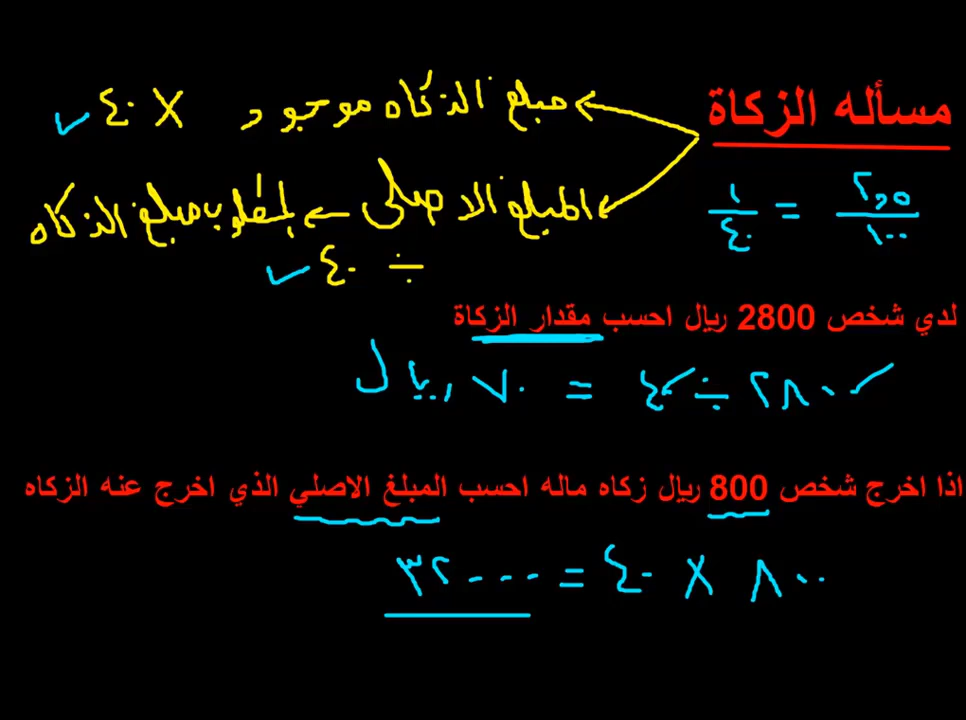 مسأله الزكاة
مبلغ الزكاه موجود × ٤٠
٢,٥/١٠٠ = ١/٤٠
المبلغ الاصلي ← المطلوب مبلغ الزكاه
÷ ٤٠
لدي شخص 2800 ريال احسب مقدار الزكاة
٢٨٠٠ ÷ ٤٠ = ٧٠ ريال
اذا اخرج شخص 800 ريال زكاه ماله احسب المبلغ الاصلي الذي اخرج عنه الزكاه
٨٠٠ × ٤٠ = ٣٢٠٠٠